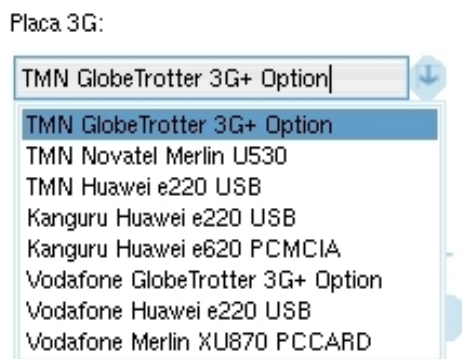 Placa 3G:
TMN GlobeTrotter 3G+ Option
TMN GlobeTrotter 3G+ Option
TMN Novatel Merlin U530
TMN Huawei e220 USB
Kanguru Huawei e220 USB
Kanguru Huawei e620 PCMCIA
Vodafone GlobeTrotter 3G+ Option
Vodafone Huawei e220 USB
Vodafone Merlin XU870 PCCARD